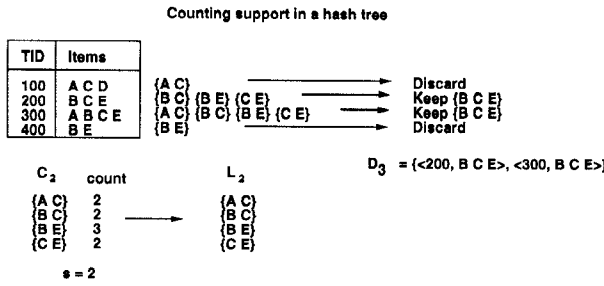 Counting support in a hash tree
TID Items
100 A C D {A C} Discard
200 B C E {B C} {B E} {C E} Keep {B C E}
300 A B C E {A C} {B C} {B E} {C E} Keep {B C E}
400 B E {B E} Discard
D3 = {<200, B C E>, <300, B C E>}
C2 count L2
{A C} 2 {A C}
{B C} 2 {B C}
{B E} 3 {B E}
{C E} 2 {C E}
s = 2